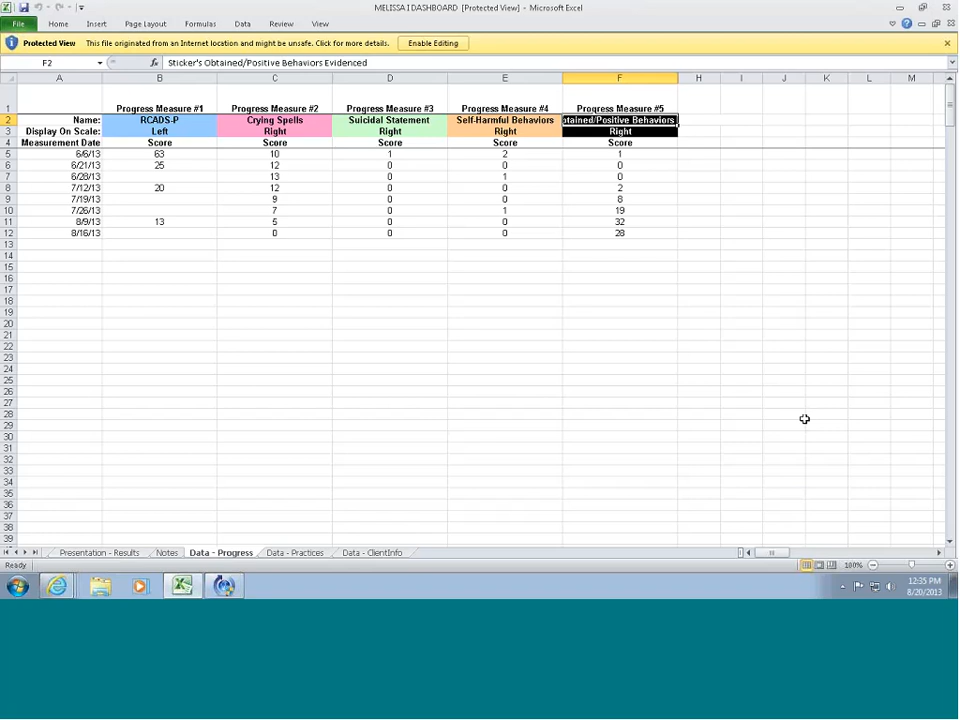 MELISSA I DASHBOARD [Protected View] - Microsoft Excel
File Home Insert Page Layout Formulas Data Review View
Protected View This file originated from an Internet location and might be unsafe. Click for more details. Enable Editing
F2 fx Sticker's Obtained/Positive Behaviors Evidenced
A B C D E F H I J K L M
1 Progress Measure #1 Progress Measure #2 Progress Measure #3 Progress Measure #4 Progress Measure #5
2 Name: RCADS-P Crying Spells Suicidal Statement Self-Harmful Behaviors tained/Positive Behaviors
3 Display On Scale: Left Right Right Right Right
4 Measurement Date Score Score Score Score Score
5 6/6/13 63 10 1 2 1
6 6/21/13 25 12 0 0 0
7 6/28/13 13 0 1 0
8 7/12/13 20 12 0 0 2
9 7/19/13 9 0 0 8
10 7/26/13 7 0 1 19
11 8/9/13 13 5 0 0 32
12 8/16/13 0 0 0 28
13
14
15
16
17
18
19
20
21
22
23
24
25
26
27
28
29
30
31
32
33
34
35
36
37
38
39
Presentation - Results Notes Data - Progress Data - Practices Data - ClientInfo
Ready 100%
12:35 PM
8/20/2013